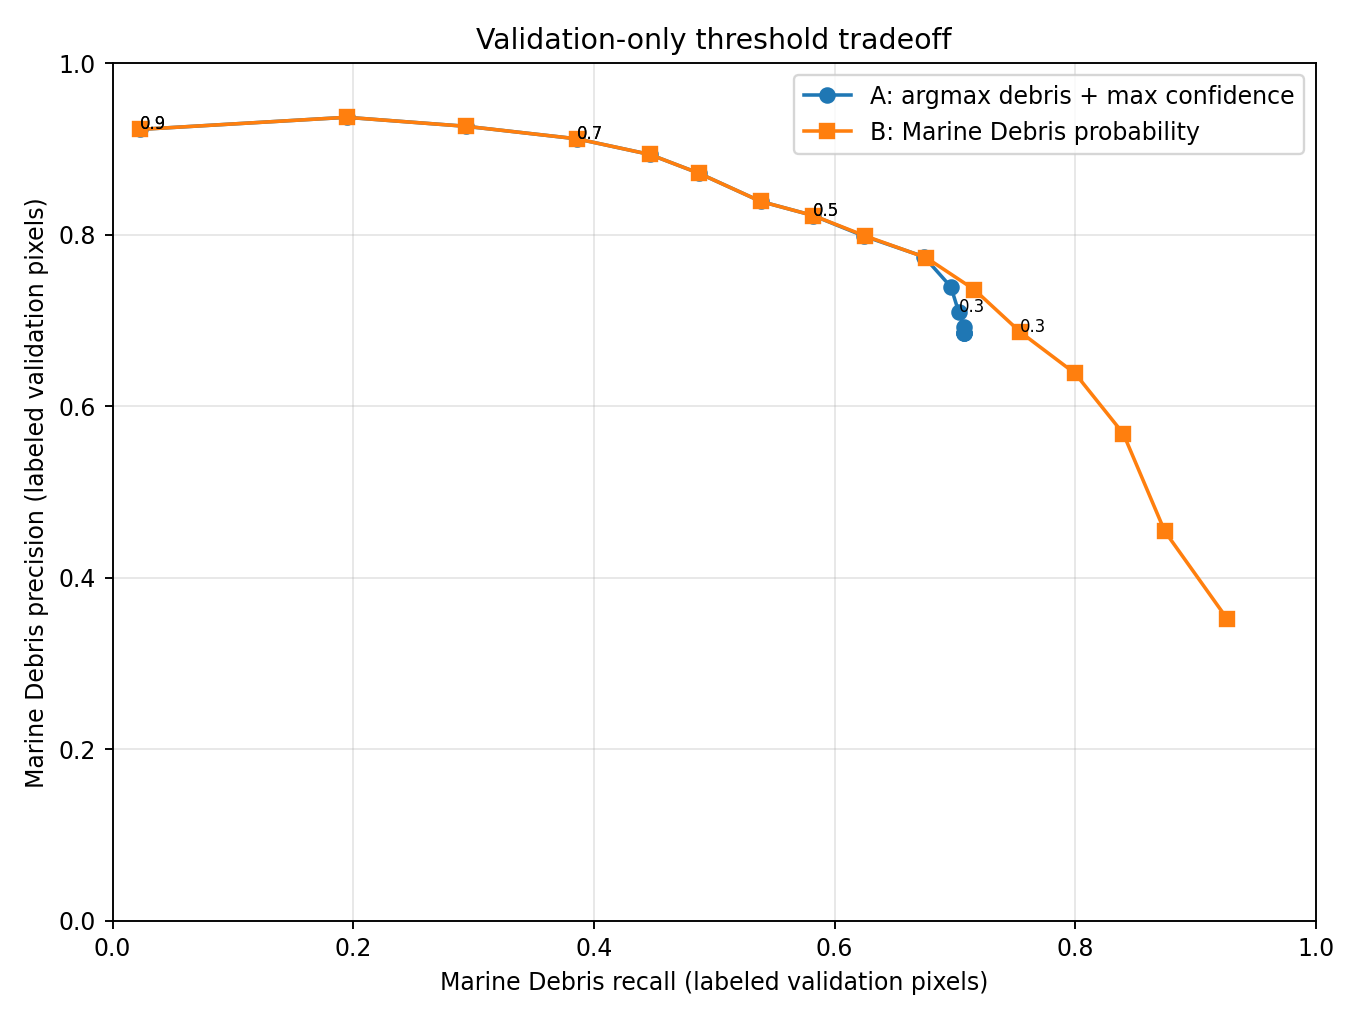 Validation-only threshold tradeoff
A: argmax debris + max confidence
B: Marine Debris probability
Marine Debris precision (labeled validation pixels)
1.0
0.8
0.6
0.4
0.2
0.0
0.9
0.7
0.5
0.3
0.3
0.0 0.2 0.4 0.6 0.8 1.0
Marine Debris recall (labeled validation pixels)